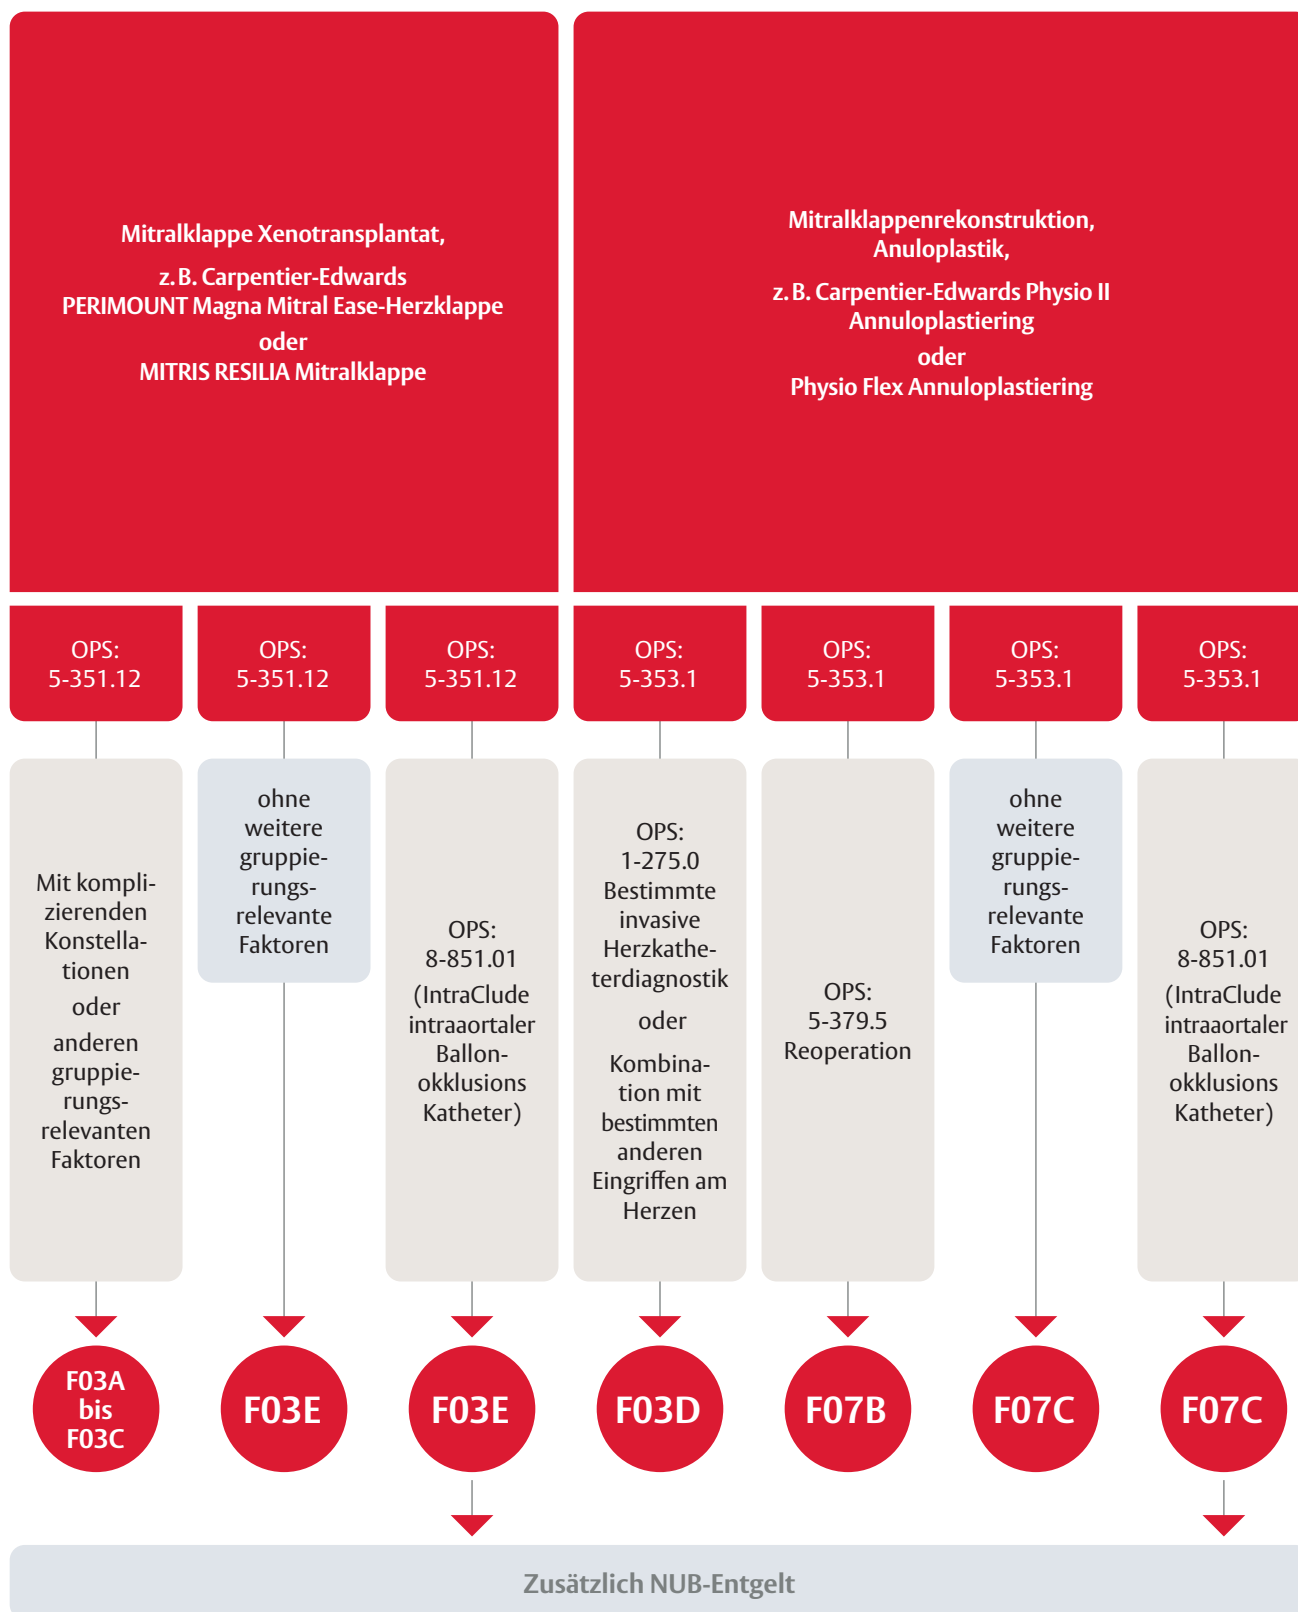 Mitralklappe Xenotransplantat,
z. B. Carpentier-Edwards
PERIMOUNT Magna Mitral Ease-Herzklappe
oder
MITRIS RESILIA Mitralklappe
Mitralklappenrekonstruktion,
Anuloplastik,
z. B. Carpentier-Edwards Physio II
Annuloplastiering
oder
Physio Flex Annuloplastiering
OPS:
5-351.12
OPS:
5-351.12
OPS:
5-351.12
OPS:
5-353.1
OPS:
5-353.1
OPS:
5-353.1
OPS:
5-353.1
Mit kompli-
zierenden
Konstella-
tionen
oder
anderen
gruppie-
rungs-
relevanten
Faktoren
ohne
weitere
gruppie-
rungs-
relevante
Faktoren
OPS:
8-851.01
(IntraClude
intraaortaler
Ballon-
okklusions
Katheter)
OPS:
1-275.0
Bestimmte
invasive
Herzkathe-
terdiagnostik
oder
Kombina-
tion mit
bestimmten
anderen
Eingriffen am
Herzen
OPS:
5-379.5
Reoperation
ohne
weitere
gruppie-
rungs-
relevante
Faktoren
OPS:
8-851.01
(IntraClude
intraaortaler
Ballon-
okklusions
Katheter)
F03A
bis
F03C
F03E
F03E
F03D
F07B
F07C
F07C
Zusätzlich NUB-Entgelt